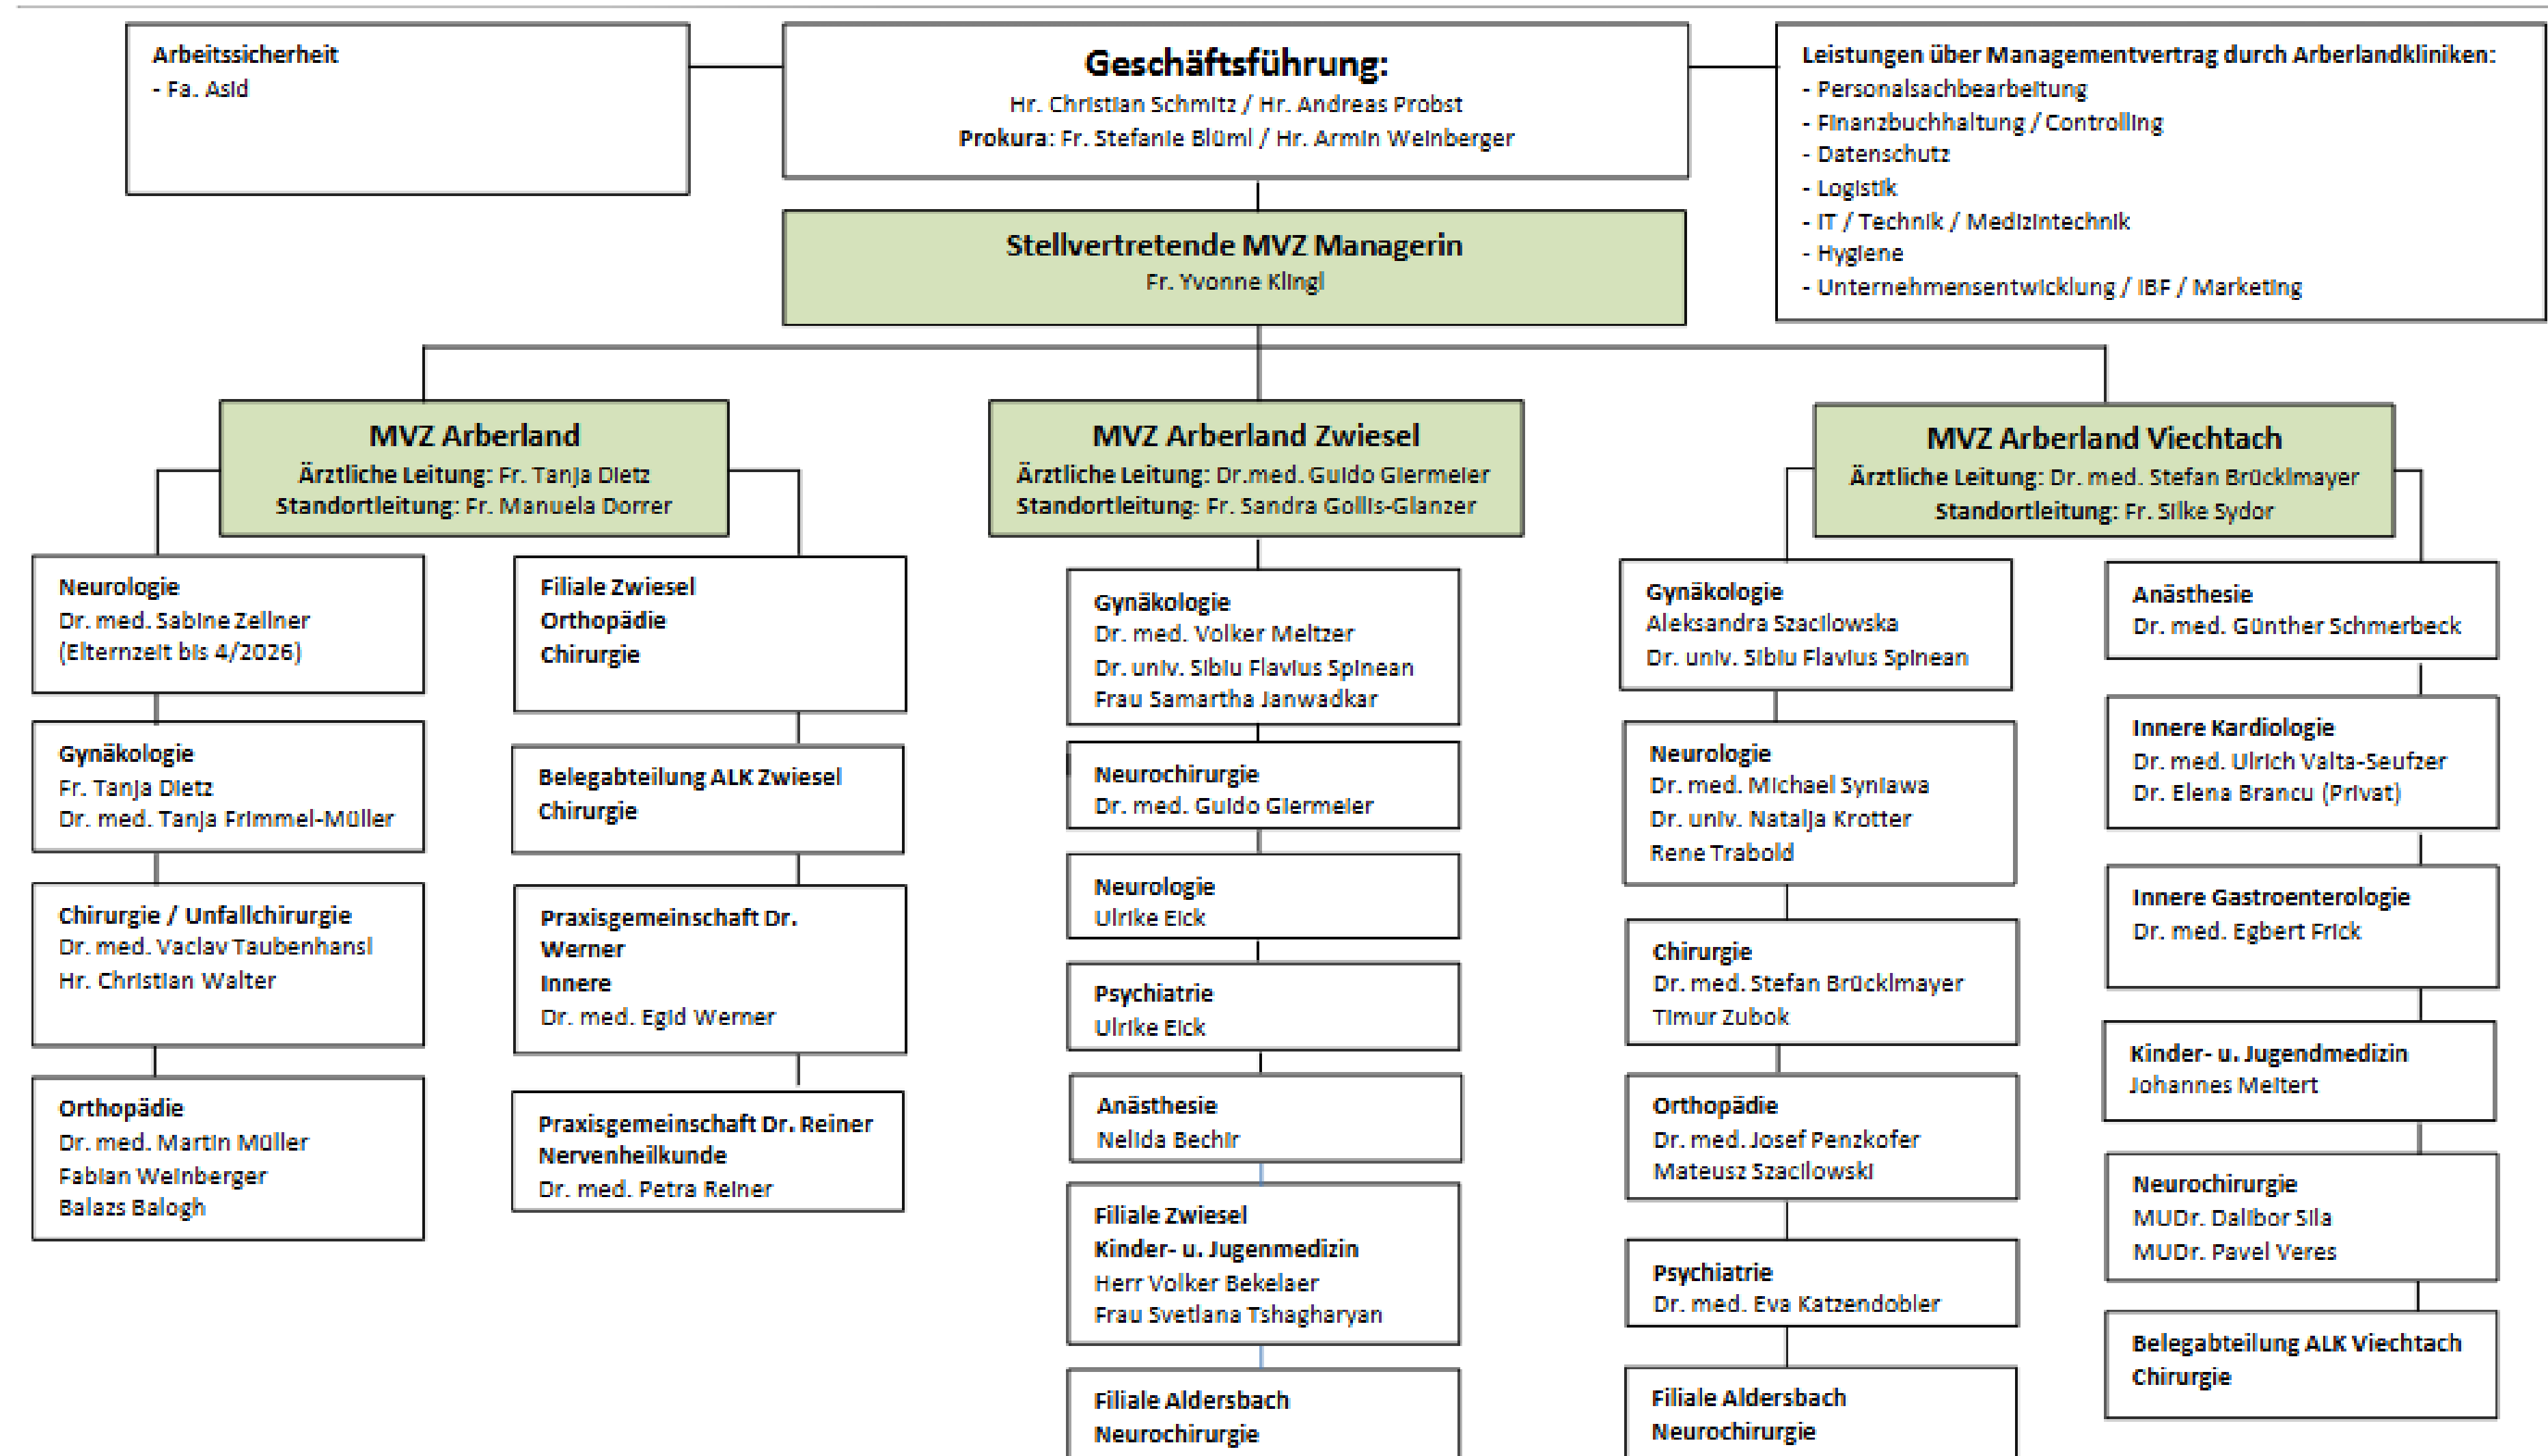 Arbeitssicherheit
- Fa. Asid
Geschäftsführung:
Hr. Christian Schmitz / Hr. Andreas Probst
Prokura: Fr. Stefanie Blüml / Hr. Armin Weinberger
Leistungen über Managementvertrag durch Arberlandkliniken:
- Personalsachbearbeitung
- Finanzbuchhaltung / Controlling
- Datenschutz
- Logistik
- IT / Technik / Medizintechnik
- Hygiene
- Unternehmensentwicklung / IBF / Marketing
Stellvertretende MVZ Managerin
Fr. Yvonne Klingl
MVZ Arberland
Ärztliche Leitung: Fr. Tanja Dietz
Standortleitung: Fr. Manuela Dorrer
Neurologie
Dr. med. Sabine Zellner
(Elternzeit bis 4/2026)
Gynäkologie
Fr. Tanja Dietz
Dr. med. Tanja Frimmel-Müller
Chirurgie / Unfallchirurgie
Dr. med. Vaclav Taubenhansl
Hr. Christian Walter
Orthopädie
Dr. med. Martin Müller
Fabian Weinberger
Balazs Balogh
Filiale Zwiesel
Orthopädie
Chirurgie
Belegabteilung ALK Zwiesel
Chirurgie
Praxisgemeinschaft Dr.
Werner
Innere
Dr. med. Egid Werner
Praxisgemeinschaft Dr. Reiner
Nervenheilkunde
Dr. med. Petra Reiner
MVZ Arberland Zwiesel
Ärztliche Leitung: Dr.med. Guido Giermeier
Standortleitung: Fr. Sandra Gollis-Glanzer
Gynäkologie
Dr. med. Volker Meltzer
Dr. univ. Sibiu Flavius Spinean
Frau Samartha Janwadkar
Neurochirurgie
Dr. med. Guido Giermeier
Neurologie
Ulrike Eick
Psychiatrie
Ulrike Eick
Anästhesie
Nelida Bechir
Filiale Zwiesel
Kinder- u. Jugenmedizin
Herr Volker Bekelaer
Frau Svetlana Tshagharyan
Filiale Aldersbach
Neurochirurgie
MVZ Arberland Viechtach
Ärztliche Leitung: Dr. med. Stefan Brücklmayer
Standortleitung: Fr. Silke Sydor
Gynäkologie
Aleksandra Szacilowska
Dr. univ. Sibiu Flavius Spinean
Neurologie
Dr. med. Michael Syniawa
Dr. univ. Natalja Krotter
Rene Trabold
Chirurgie
Dr. med. Stefan Brücklmayer
Timur Zubok
Orthopädie
Dr. med. Josef Penzkofer
Mateusz Szacilowski
Psychiatrie
Dr. med. Eva Katzendobler
Filiale Aldersbach
Neurochirurgie
Anästhesie
Dr. med. Günther Schmerbeck
Innere Kardiologie
Dr. med. Ulrich Valta-Seufzer
Dr. Elena Brancu (Privat)
Innere Gastroenterologie
Dr. med. Egbert Frick
Kinder- u. Jugendmedizin
Johannes Meitert
Neurochirurgie
MUDr. Dalibor Sila
MUDr. Pavel Veres
Belegabteilung ALK Viechtach
Chirurgie